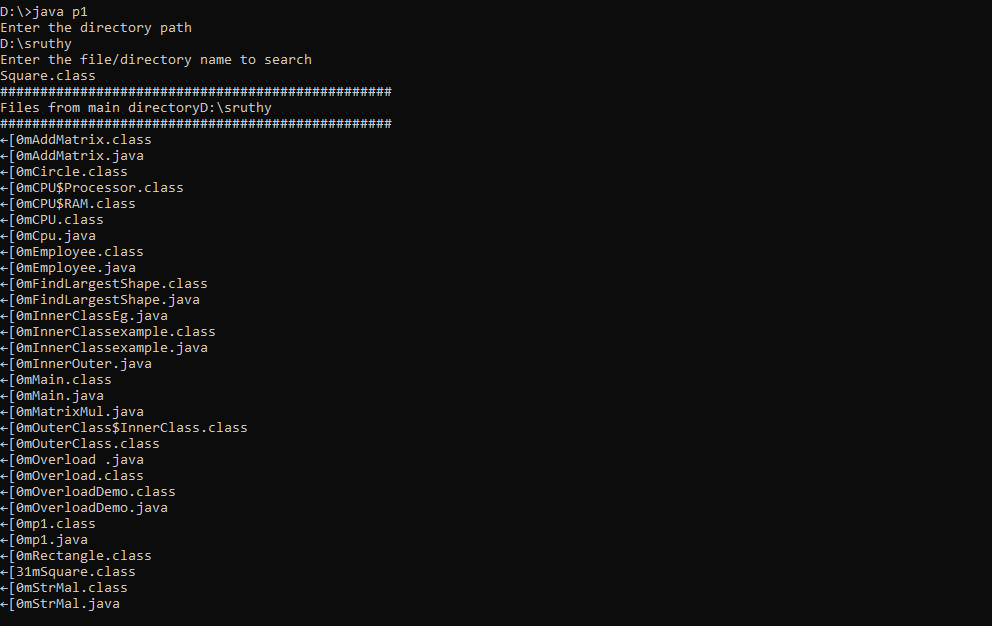 D:\>java p1
Enter the directory path
D:\sruthy
Enter the file/directory name to search
Square.class
#################################################
Files from main directoryD:\sruthy
#################################################
←[0mAddMatrix.class
←[0mAddMatrix.java
←[0mCircle.class
←[0mCPU$Processor.class
←[0mCPU$RAM.class
←[0mCPU.class
←[0mCpu.java
←[0mEmployee.class
←[0mEmployee.java
←[0mFindLargestShape.class
←[0mFindLargestShape.java
←[0mInnerClassEg.java
←[0mInnerClassexample.class
←[0mInnerClassexample.java
←[0mInnerOuter.java
←[0mMain.class
←[0mMain.java
←[0mMatrixMul.java
←[0mOuterClass$InnerClass.class
←[0mOuterClass.class
←[0mOverload .java
←[0mOverload.class
←[0mOverloadDemo.class
←[0mOverloadDemo.java
←[0mp1.class
←[0mp1.java
←[0mRectangle.class
←[31mSquare.class
←[0mStrMal.class
←[0mStrMal.java